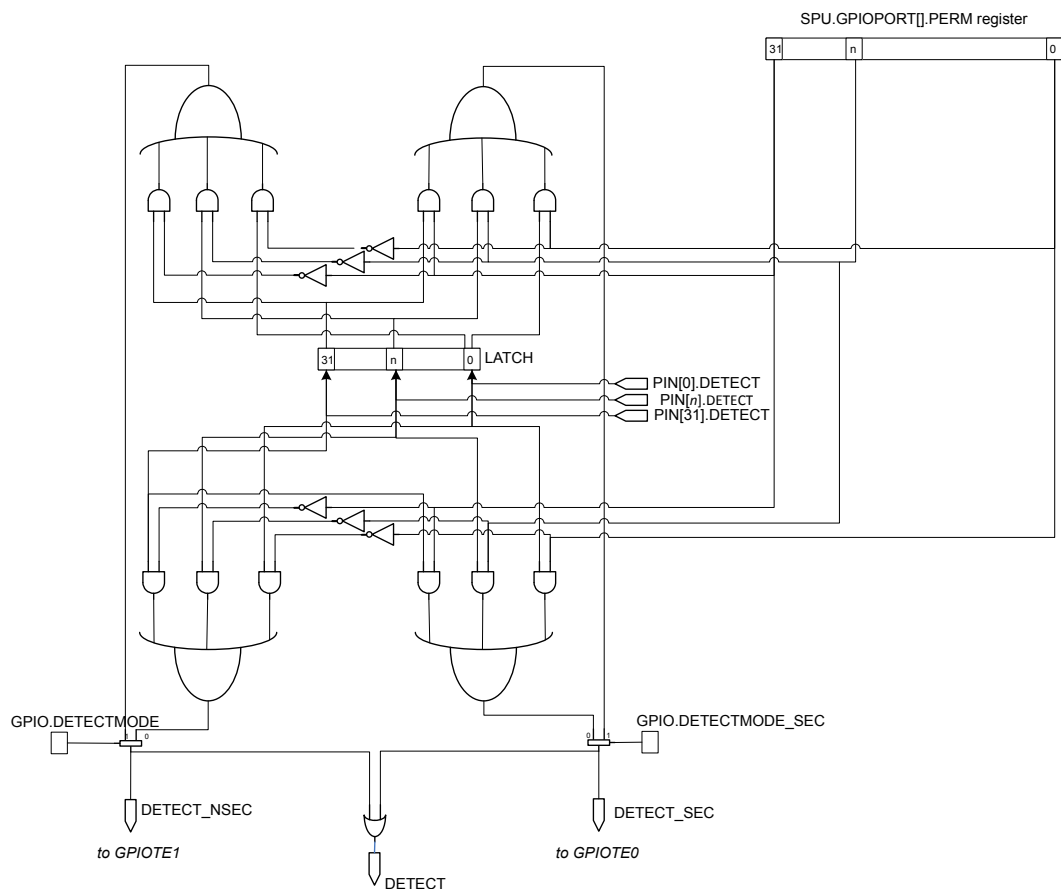 SPU.GPIOPORT[].PERM register
31 n 0
31 n 0 LATCH
PIN[0].DETECT
PIN[n].DETECT
PIN[31].DETECT
GPIO.DETECTMODE
1 0
0 1
GPIO.DETECTMODE_SEC
DETECT_NSEC
DETECT_SEC
to GPIOTE1
to GPIOTE0
DETECT